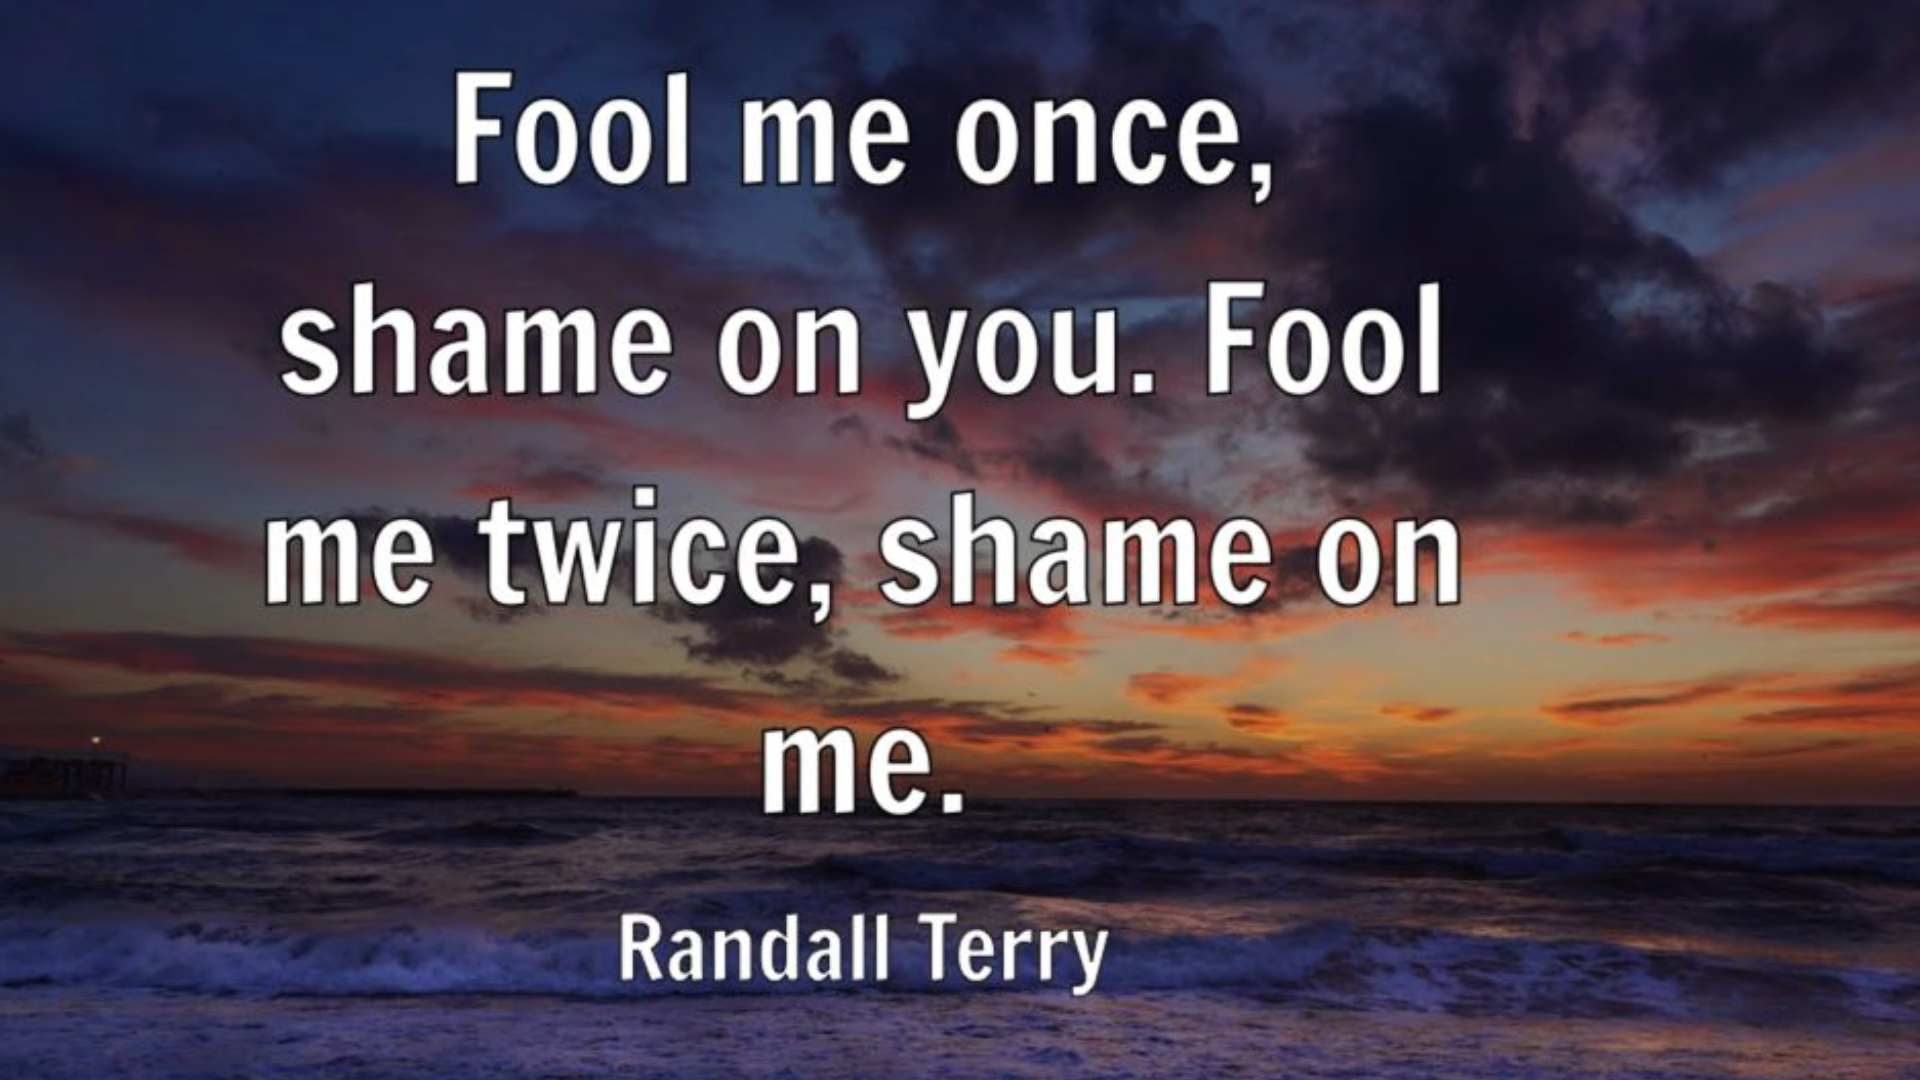 Fool me once,
shame on you. Fool
me twice, shame on
me.
Randall Terry